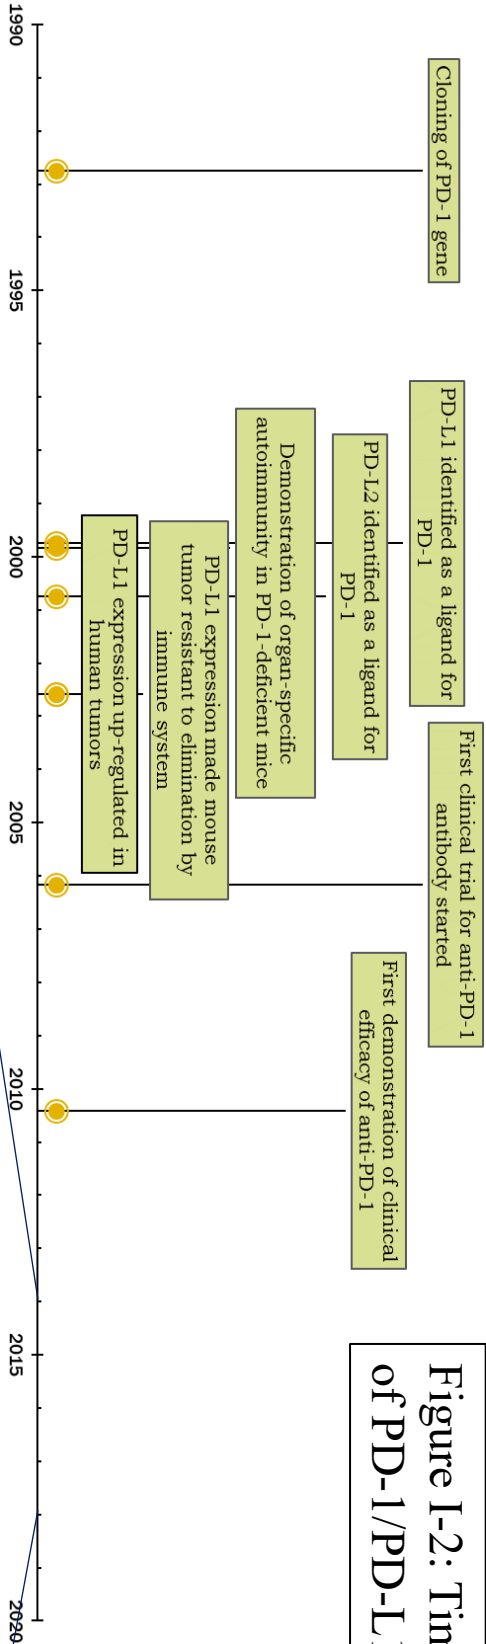 Figure I-2: Tim
of PD-1/PD-L
Cloning of PD-1 gene
PD-L1 identified as a ligand for
PD-1
PD-L2 identified as a ligand for
PD-1
Demonstration of organ-specific
autoimmunity in PD-1-deficient mice
PD-L1 expression made mouse
tumor resistant to elimination by
immune system
PD-L1 expression up-regulated in
human tumors
First clinical trial for anti-PD-1
antibody started
First demonstration of clinical
efficacy of anti-PD-1
1990
1995
2000
2005
2010
2015
2020